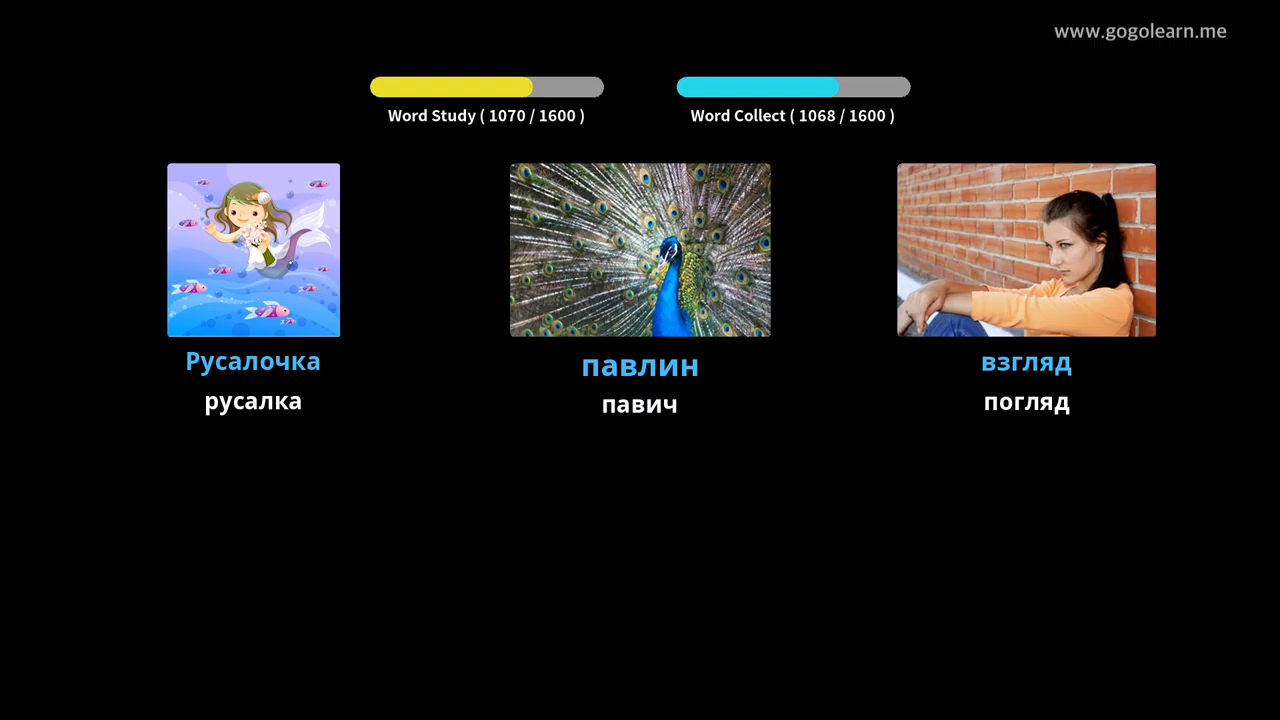 www.gogolearn.me
Word Study ( 1070 / 1600 )
Word Collect ( 1068 / 1600 )
Русалочка
русалка
павлин
павич
взгляд
погляд